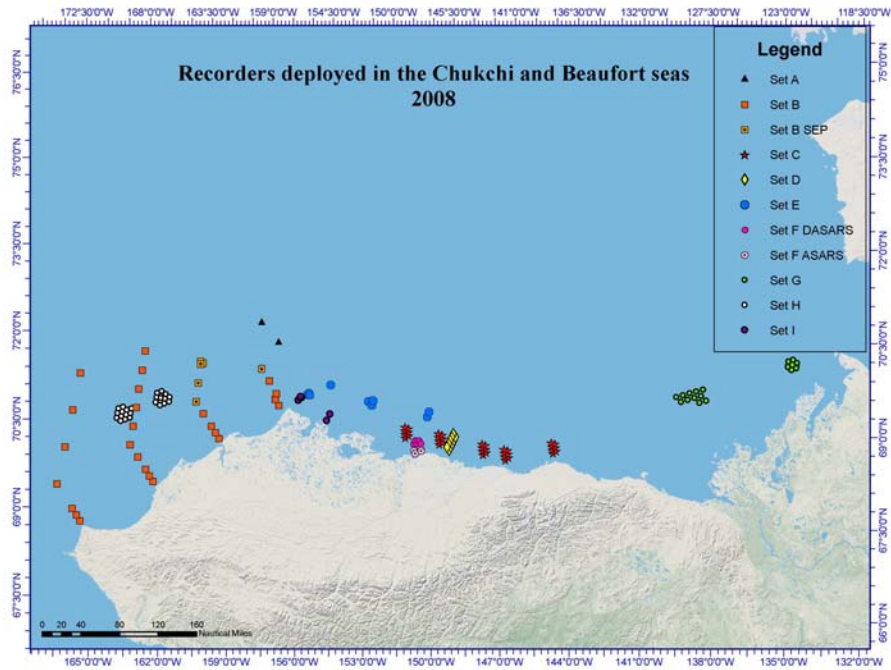 172°30'0"W 168°0'0"W 163°30'0"W 159°0'0"W 154°30'0"W 150°0'0"W 145°30'0"W 141°0'0"W 136°30'0"W 132°0'0"W 127°30'0"W 123°0'0"W 118°30'0"W
Recorders deployed in the Chukchi and Beaufort seas
2008
Legend
Set A
Set B
Set B SEP
Set C
Set D
Set E
Set F DASARS
Set F ASARS
Set G
Set H
Set I
76°30'0"N
75°0'0"N
73°30'0"N
72°0'0"N
70°30'0"N
69°0'0"N
67°30'0"N
75°0'0"N
73°30'0"N
72°0'0"N
70°30'0"N
69°0'0"N
67°30'0"N
66°0'0"N
0 20 40 80 120 160
Nautical Miles
165°0'0"W 162°0'0"W 159°0'0"W 156°0'0"W 153°0'0"W 150°0'0"W 147°0'0"W 144°0'0"W 141°0'0"W 138°0'0"W 135°0'0"W 132°0'0"W